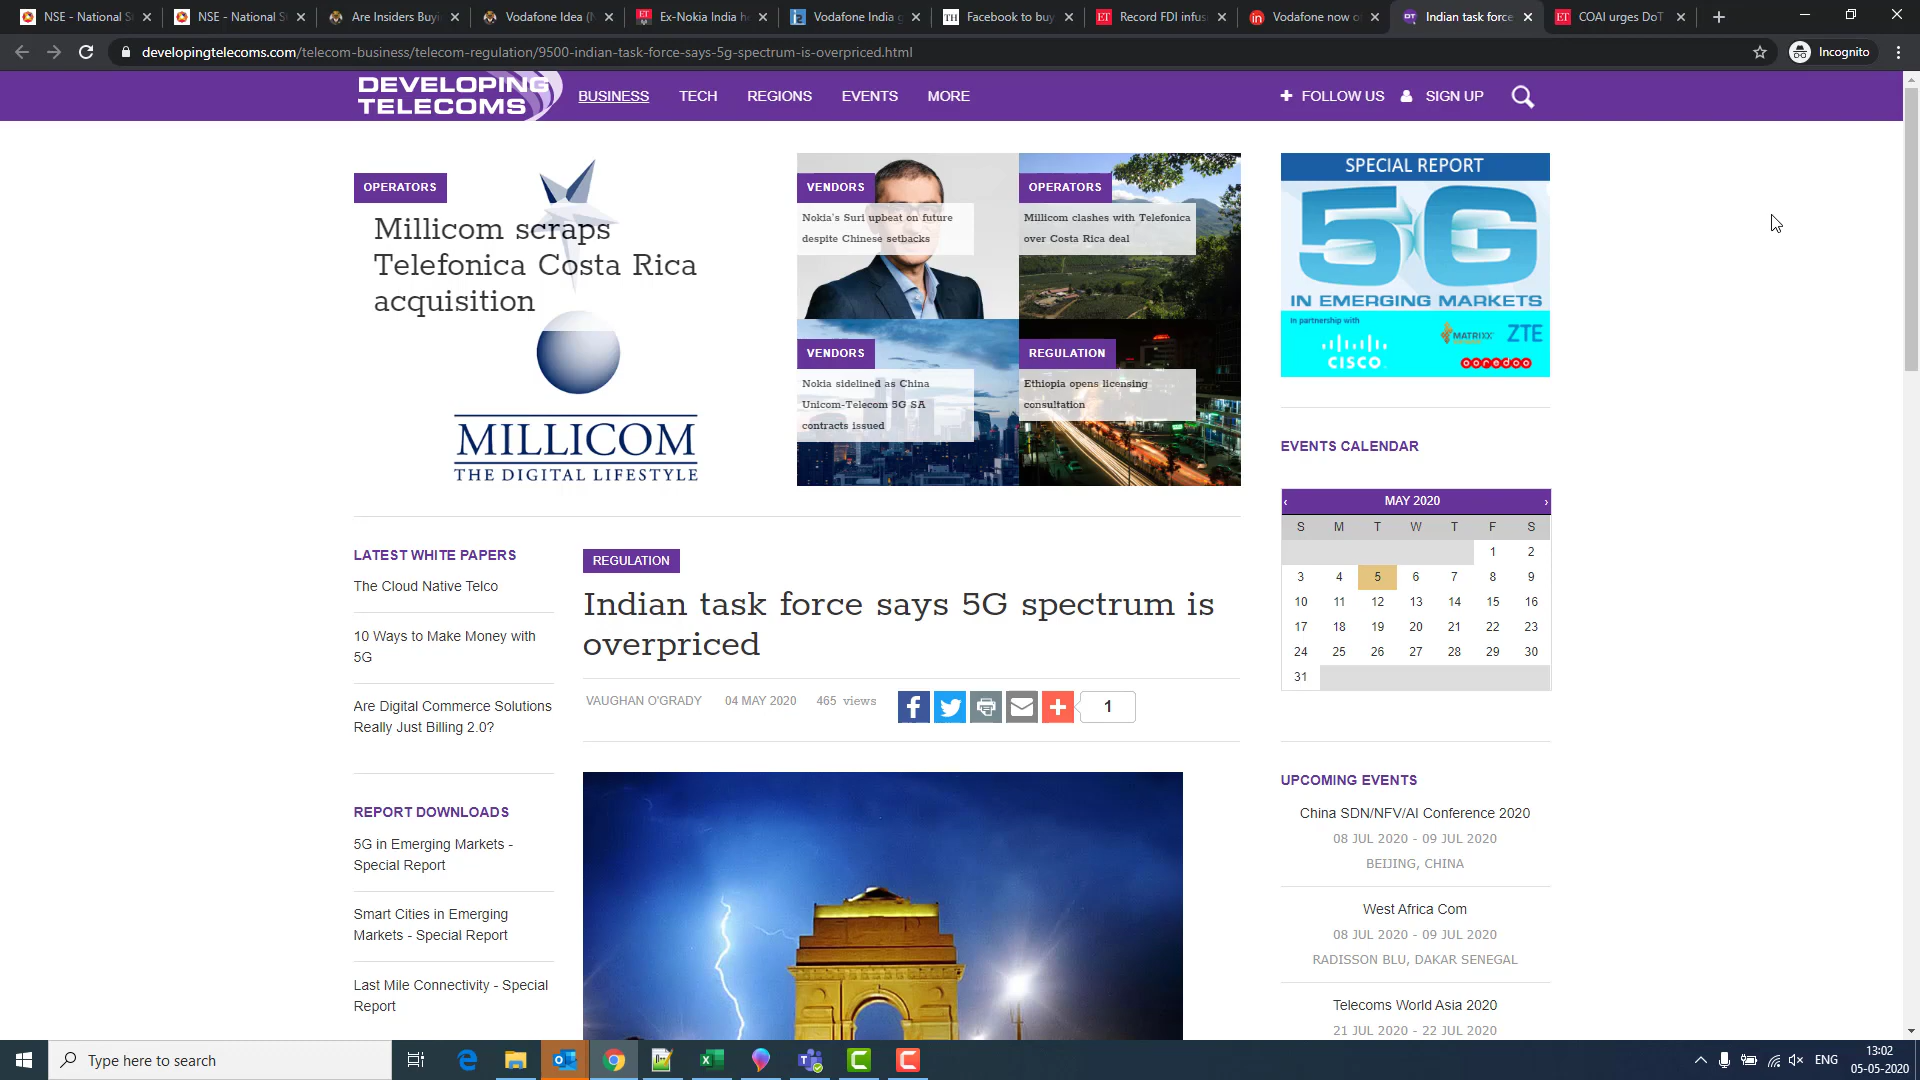 NSE - National S
NSE - National S
Are Insiders Buyi
Vodafone Idea (N
Ex-Nokia India h
Vodafone India g
Facebook to buy
Record FDI infus
Vodafone now o
Indian task force
COAI urges DoT
developingtelecoms.com/telecom-business/telecom-regulation/9500-indian-task-force-says-5g-spectrum-is-overpriced.html
Incognito
DEVELOPING
TELECOMS
BUSINESS
TECH
REGIONS
EVENTS
MORE
FOLLOW US
SIGN UP
OPERATORS
Millicom scraps
Telefonica Costa Rica
acquisition
MILLICOM
THE DIGITAL LIFESTYLE
VENDORS
Nokia's Suri upbeat on future
despite Chinese setbacks
OPERATORS
Millicom clashes with Telefonica
over Costa Rica deal
VENDORS
Nokia sidelined as China
Unicom-Telecom 5G SA
contracts issued
REGULATION
Ethiopia opens licensing
consultation
SPECIAL REPORT
5G
IN EMERGING MARKETS
In partnership with
CISCO
MATRIXX
ZTE
ooredoo
EVENTS CALENDAR
‹ MAY 2020 ›
S M T W T F S
1 2
3 4 5 6 7 8 9
10 11 12 13 14 15 16
17 18 19 20 21 22 23
24 25 26 27 28 29 30
31
LATEST WHITE PAPERS
The Cloud Native Telco
10 Ways to Make Money with
5G
Are Digital Commerce Solutions
Really Just Billing 2.0?
REPORT DOWNLOADS
5G in Emerging Markets -
Special Report
Smart Cities in Emerging
Markets - Special Report
Last Mile Connectivity - Special
Report
REGULATION
Indian task force says 5G spectrum is
overpriced
VAUGHAN O'GRADY 04 MAY 2020 465 views
1
UPCOMING EVENTS
China SDN/NFV/AI Conference 2020
08 JUL 2020 - 09 JUL 2020
BEIJING, CHINA
West Africa Com
08 JUL 2020 - 09 JUL 2020
RADISSON BLU, DAKAR SENEGAL
Telecoms World Asia 2020
21 JUL 2020 - 22 JUL 2020
Type here to search
ENG
13:02
05-05-2020